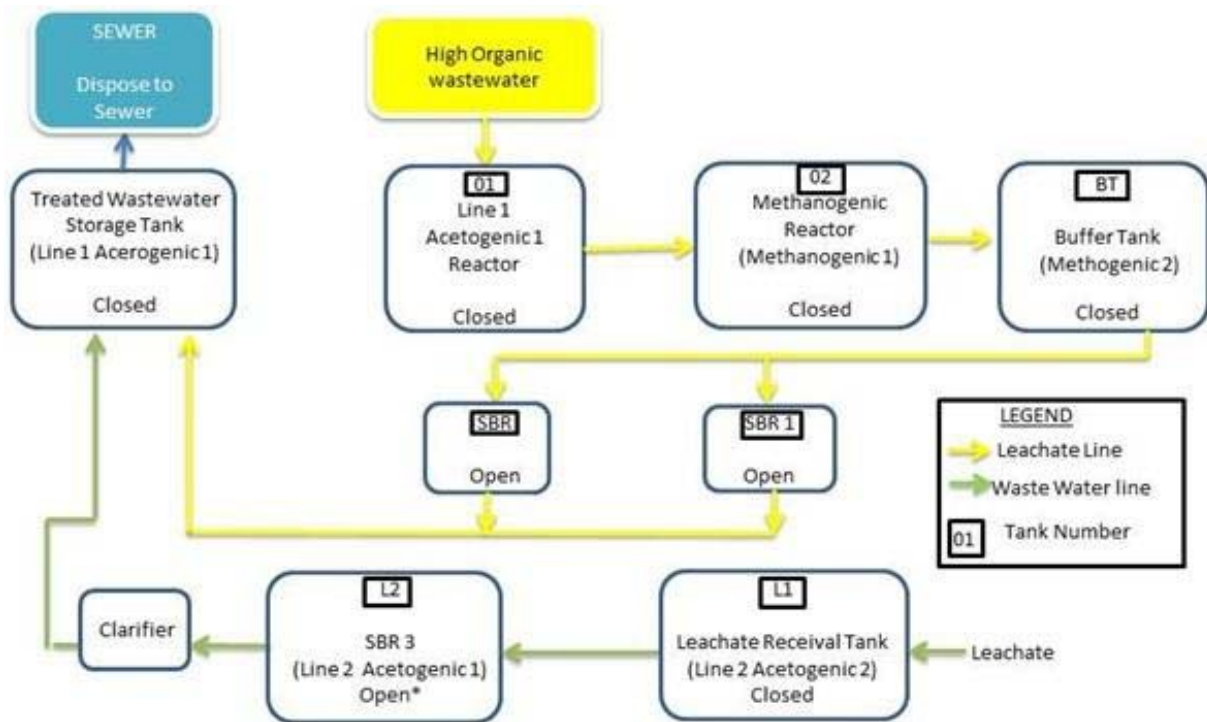 SEWER
Dispose to
Sewer
High Organic
wastewater
Treated Wastewater
Storage Tank
(Line 1 Acerogenic 1)
Closed
01
Line 1
Acetogenic 1
Reactor
Closed
02
Methanogenic
Reactor
(Methanogenic 1)
Closed
BT
Buffer Tank
(Methogenic 2)
Closed
SBR
Open
SBR 1
Open
LEGEND
Leachate Line
Waste Water line
01 Tank Number
Clarifier
L2
SBR 3
(Line 2 Acetogenic 1)
Open*
L1
Leachate Receival Tank
(Line 2 Acetogenic 2)
Closed
Leachate